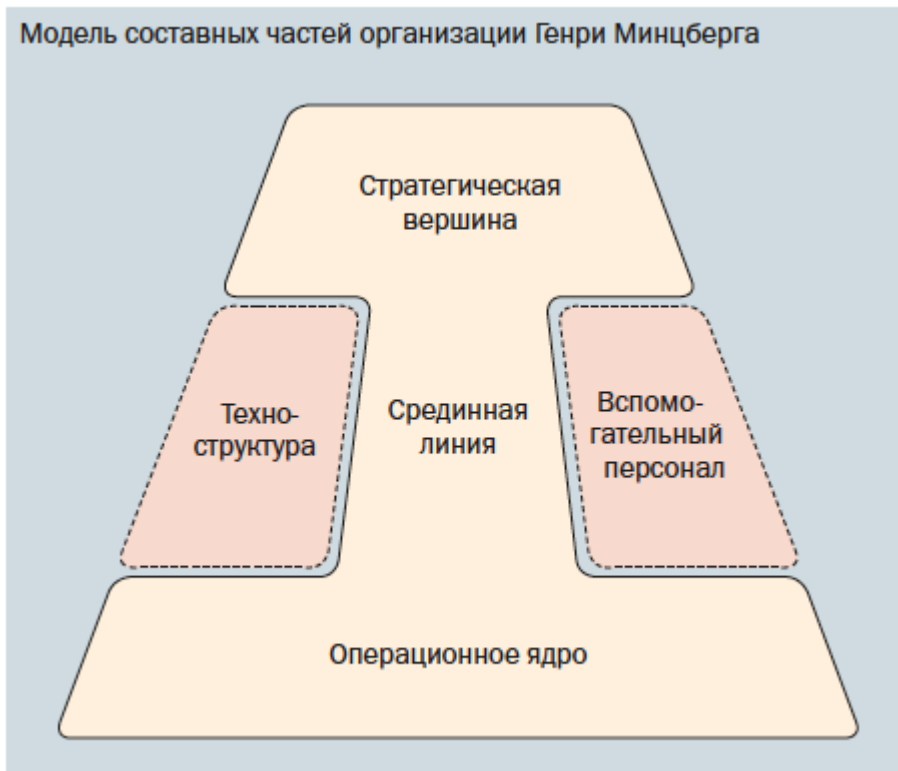 Модель составных частей организации Генри Минцберга
Стратегическая
вершина
Техно-
структура
Срединная
линия
Вспомо-
гательный
персонал
Операционное ядро